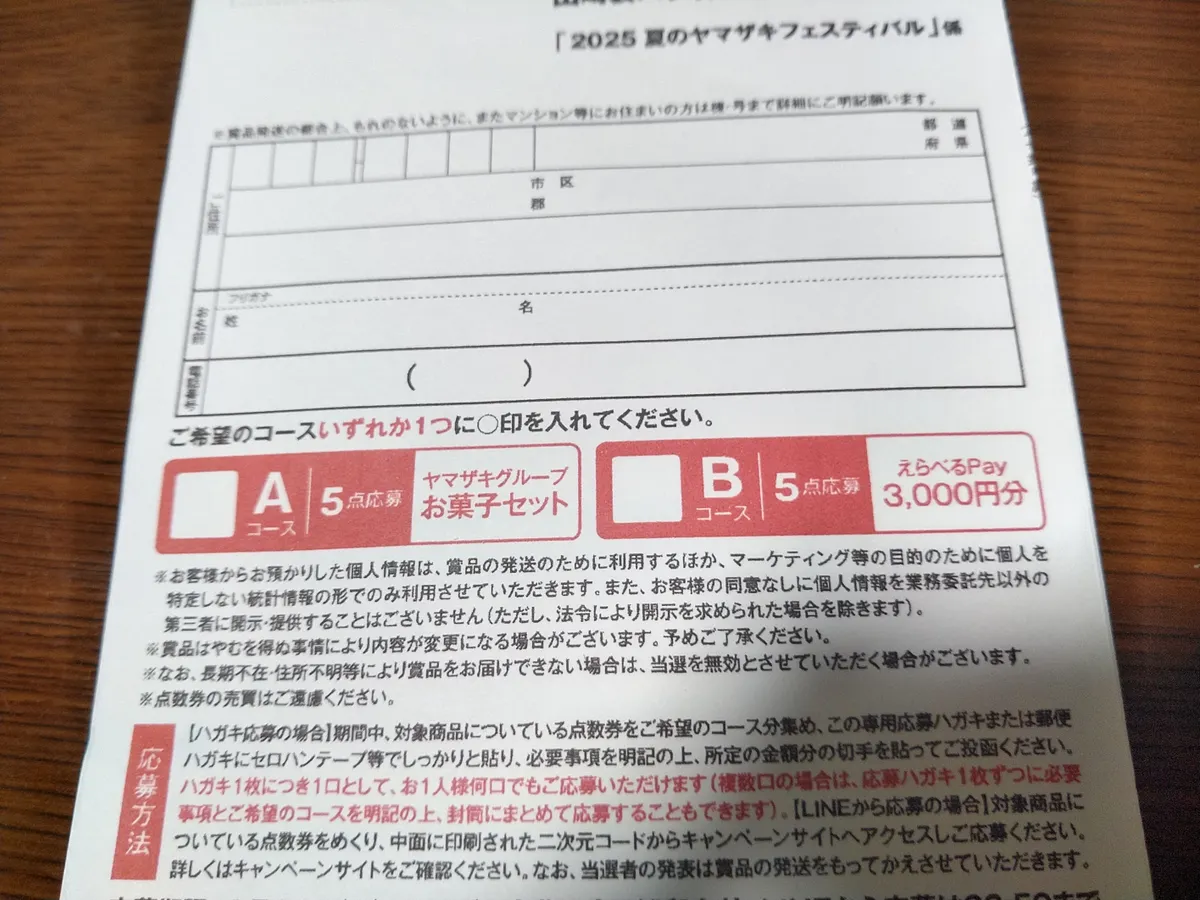 「2025 夏のヤマザキフェスティバル」係
※賞品発送の都合上、もれのないように、またマンション等にお住まいの方は棟・号まで詳細にご明記願います。
ご住所
都 道
府 県
市 区
郡
お名前
フリガナ
姓 名
電話番号
( )
ご希望のコースいずれか1つに○印を入れてください。
Aコース 5点応募 ヤマザキグループ お菓子セット
Bコース 5点応募 えらべるPay 3,000円分
※お客様からお預かりした個人情報は、賞品の発送のために利用するほか、マーケティング等の目的のために個人を
特定しない統計情報の形でのみ利用させていただきます。また、お客様の同意なしに個人情報を業務委託先以外の
第三者に開示・提供することはございません(ただし、法令により開示を求められた場合を除きます)。
※賞品はやむを得ぬ事情により内容が変更になる場合がございます。予めご了承ください。
※なお、長期不在・住所不明等により賞品をお届けできない場合は、当選を無効とさせていただく場合がございます。
※点数券の売買はご遠慮ください。
応募方法
【ハガキ応募の場合】期間中、対象商品についている点数券をご希望のコース分集め、この専用応募ハガキまたは郵便
ハガキにセロハンテープ等でしっかりと貼り、必要事項を明記の上、所定の金額分の切手を貼ってご投函ください。
ハガキ1枚につき1口として、お1人様何口でもご応募いただけます(複数口の場合は、応募ハガキ1枚ずつに必要
事項とご希望のコースを明記の上、封筒にまとめて応募することもできます)。【LINEから応募の場合】対象商品に
ついている点数券をめくり、中面に印刷された二次元コードからキャンペーンサイトへアクセスしご応募ください。
詳しくはキャンペーンサイトをご確認ください。なお、当選者の発表は賞品の発送をもってかえさせていただきます。